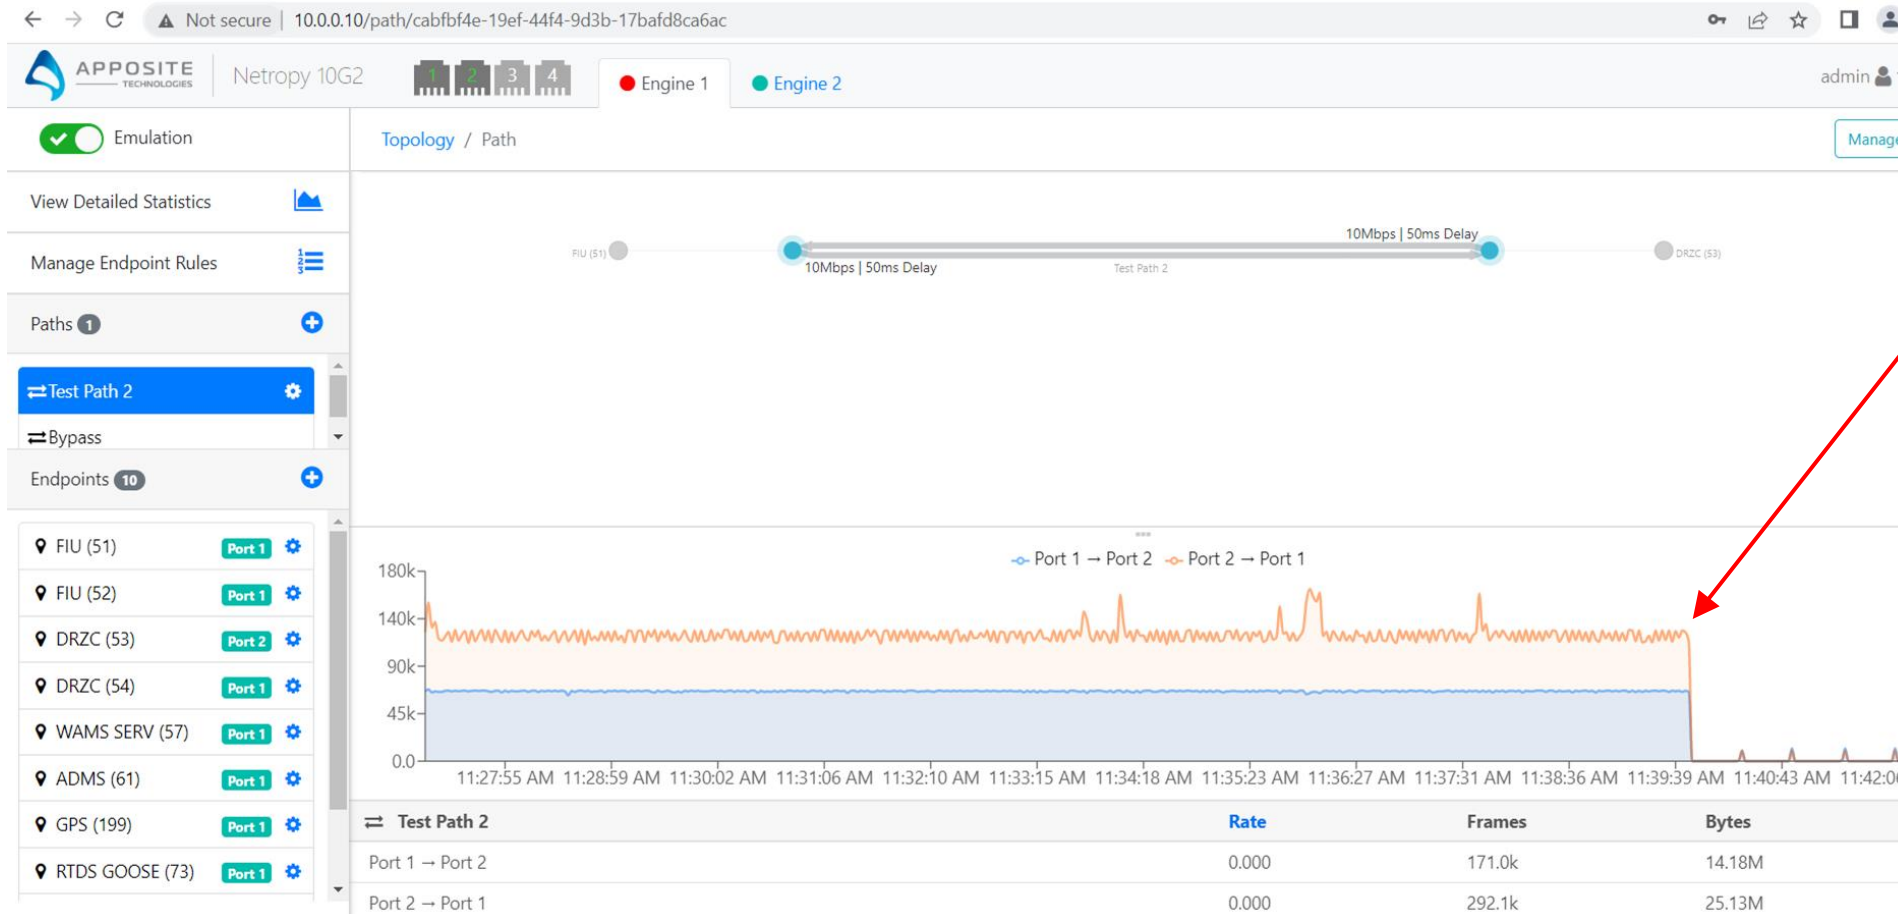 Not secure | 10.0.0.10/path/cabfbf4e-19ef-44f4-9d3b-17bafd8ca6ac
APPOSITE
TECHNOLOGIES
Netropy 10G2
1 2 3 4
Engine 1
Engine 2
admin
Emulation
Topology / Path
Manage
View Detailed Statistics
Manage Endpoint Rules
1
2
3
Paths 1
Test Path 2
Bypass
Endpoints 10
FIU (51) Port 1
FIU (52) Port 1
DRZC (53) Port 2
DRZC (54) Port 1
WAMS SERV (57) Port 1
ADMS (61) Port 1
GPS (199) Port 1
RTDS GOOSE (73) Port 1
10Mbps | 50ms Delay
FIU (51)
DRZC (53)
10Mbps | 50ms Delay
Test Path 2
Port 1 → Port 2 Port 2 → Port 1
180k
140k
90k
45k
0.0
11:27:55 AM 11:28:59 AM 11:30:02 AM 11:31:06 AM 11:32:10 AM 11:33:15 AM 11:34:18 AM 11:35:23 AM 11:36:27 AM 11:37:31 AM 11:38:36 AM 11:39:39 AM 11:40:43 AM 11:42:06
Test Path 2 Rate Frames Bytes
Port 1 → Port 2 0.000 171.0k 14.18M
Port 2 → Port 1 0.000 292.1k 25.13M